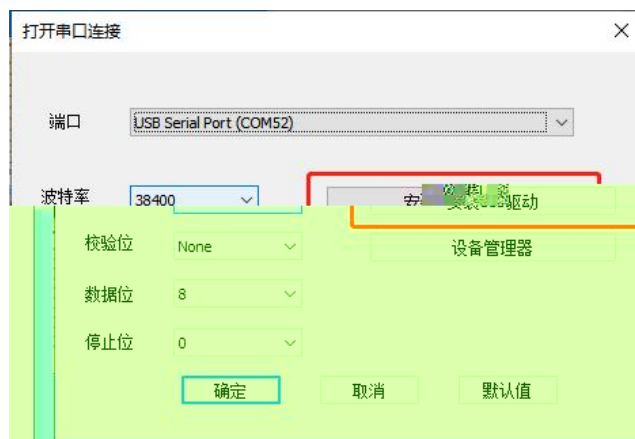 打开串口连接
端口 USB Serial Port (COM52)
波特率 38400 驱动
校验位 None 设备管理器
数据位 8
停止位 0
确定 取消 默认值